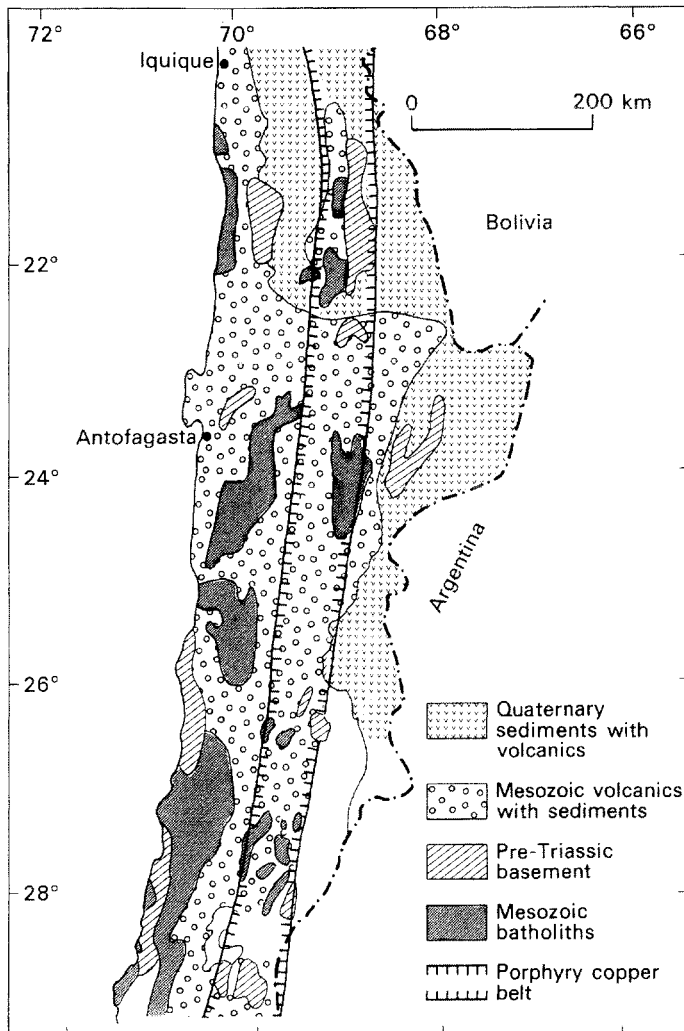 72° 70° 68° 66°
Iquique
0 200 km
Bolivia
22°
Antofagasta
24°
Argentina
26°
Quaternary
sediments with
volcanics
Mesozoic volcanics
with sediments
Pre-Triassic
basement
28°
Mesozoic
batholiths
Porphyry copper
belt